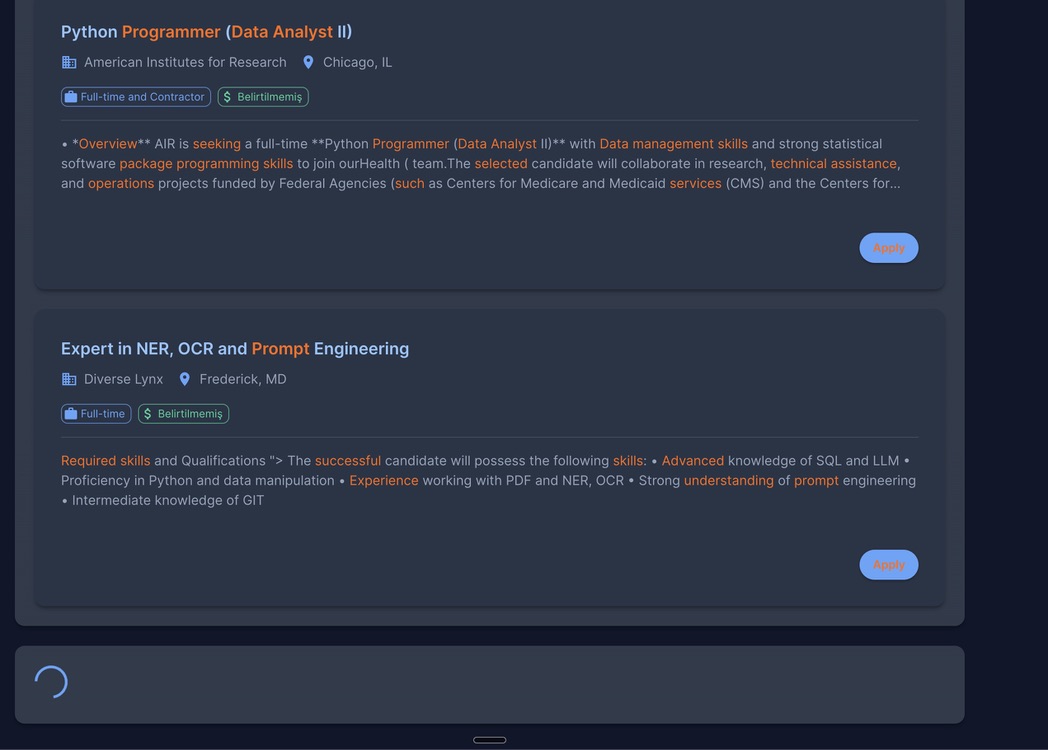 Python Programmer (Data Analyst II)
American Institutes for Research Chicago, IL
Full-time and Contractor $ Belirtilmemiş
• *Overview** AIR is seeking a full-time **Python Programmer (Data Analyst II)** with Data management skills and strong statistical
software package programming skills to join ourHealth ( team.The selected candidate will collaborate in research, technical assistance,
and operations projects funded by Federal Agencies (such as Centers for Medicare and Medicaid services (CMS) and the Centers for...
Apply
Expert in NER, OCR and Prompt Engineering
Diverse Lynx Frederick, MD
Full-time $ Belirtilmemiş
Required skills and Qualifications "> The successful candidate will possess the following skills: • Advanced knowledge of SQL and LLM •
Proficiency in Python and data manipulation • Experience working with PDF and NER, OCR • Strong understanding of prompt engineering
• Intermediate knowledge of GIT
Apply